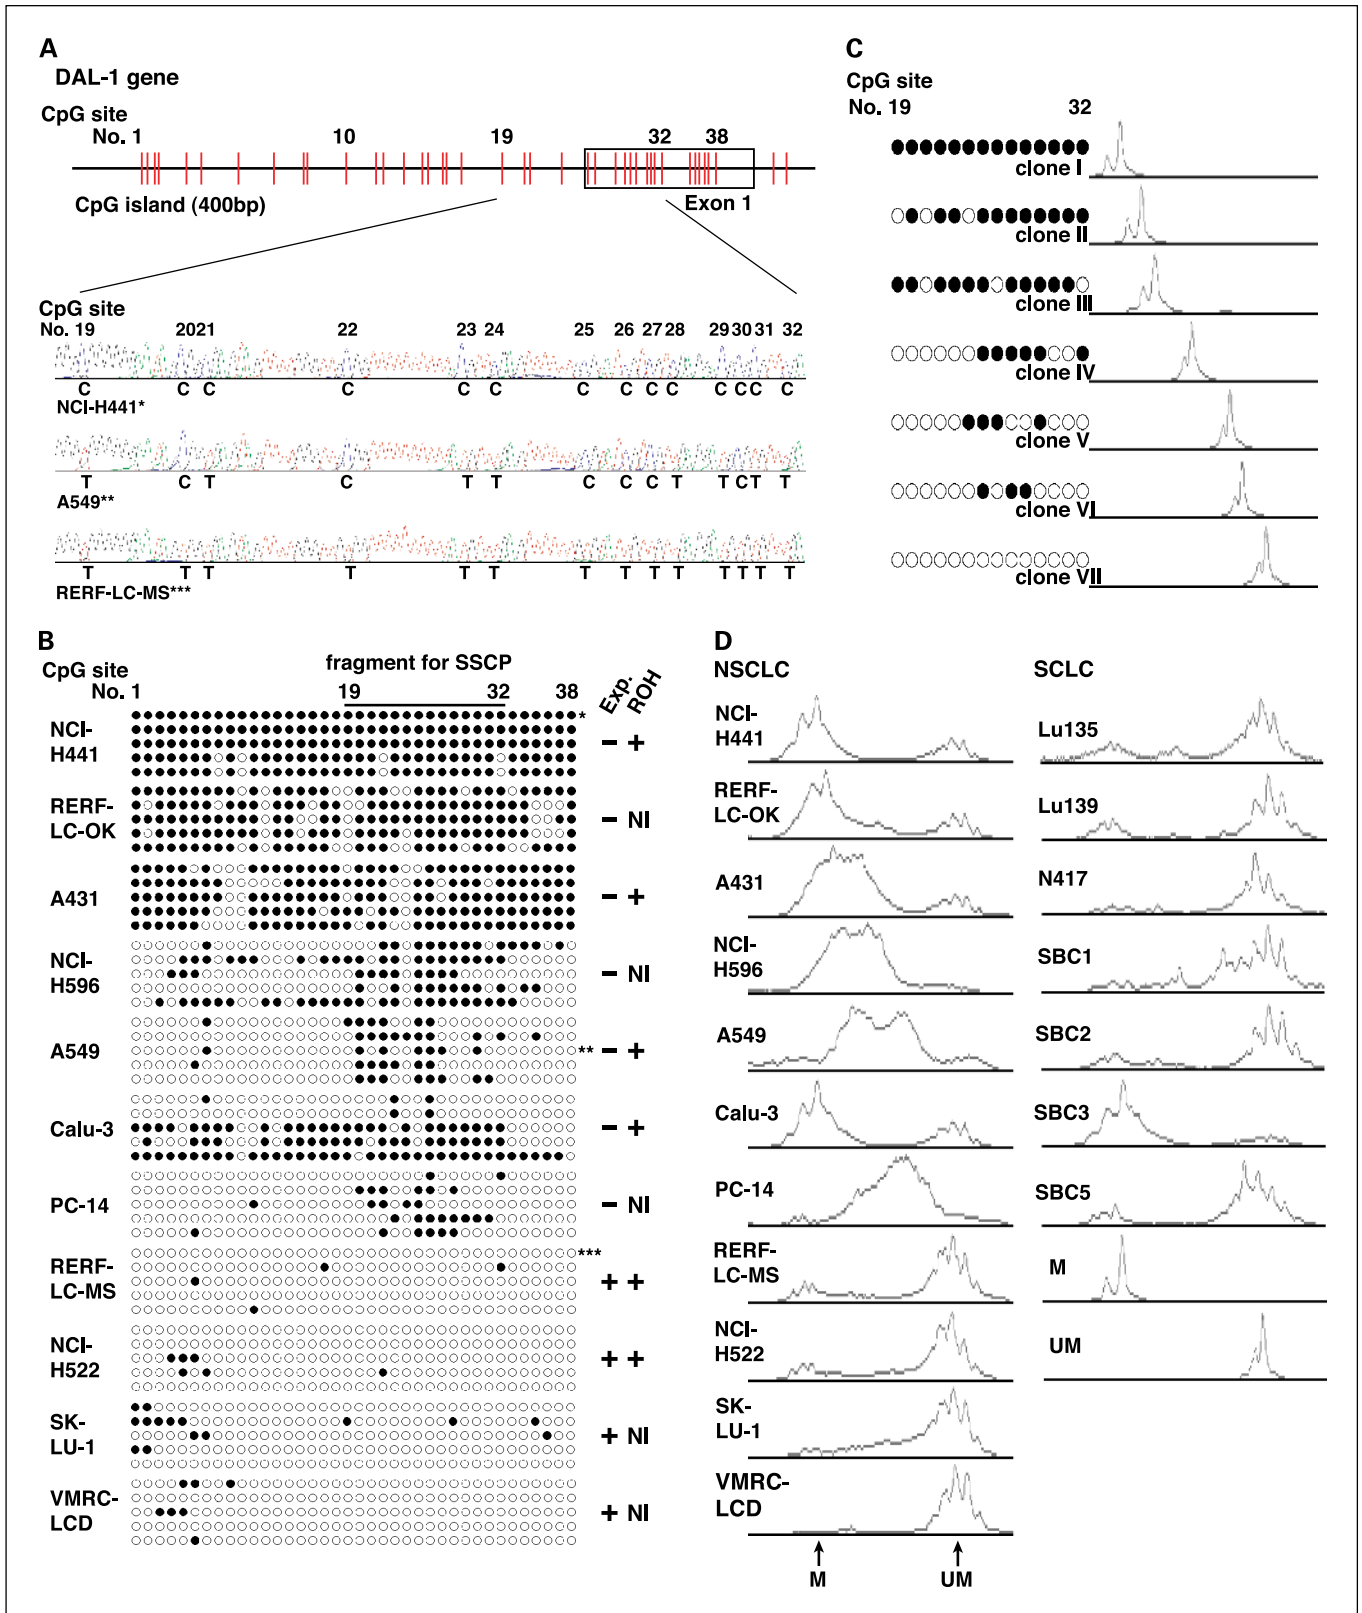 A
DAL-1 gene
CpG site
No. 1 10 19 32 38
CpG island (400bp)
Exon 1
CpG site
No. 19 20 21 22 23 24 25 26 27 28 29 30 31 32
C C C C C C C C C C C C C C
NCI-H441*
T C T C T T C C C T T C T T
A549**
T T T T T T T T T T T T T T
RERF-LC-MS***
B
CpG site
No. 1
fragment for SSCP
19 32 38
Exp.
ROH
NCI-
H441
*
– +
RERF-
LC-OK
– NI
A431
– +
NCI-
H596
– NI
A549
**
– +
Calu-3
– +
PC-14
– NI
RERF-
LC-MS
***
+ +
NCI-
H522
+ +
SK-
LU-1
+ NI
VMRC-
LCD
+ NI
C
CpG site
No. 19 32
clone I
clone II
clone III
clone IV
clone V
clone VI
clone VII
D
NSCLC
NCI-
H441
RERF-
LC-OK
A431
NCI-
H596
A549
Calu-3
PC-14
RERF-
LC-MS
NCI-
H522
SK-
LU-1
VMRC-
LCD
M UM
SCLC
Lu135
Lu139
N417
SBC1
SBC2
SBC3
SBC5
M
UM